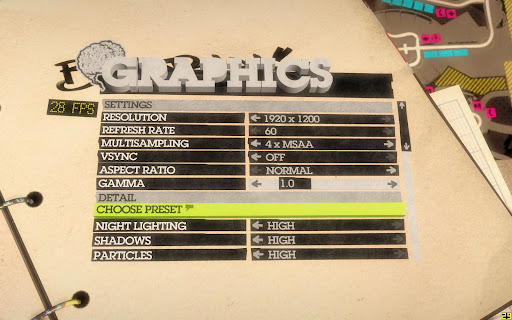 GRAPHICS
28 FPS
SETTINGS
RESOLUTION 1920 x 1200
REFRESH RATE 60
MULTISAMPLING 4 x MSAA
VSYNC OFF
ASPECT RATIO NORMAL
GAMMA 1.0
DETAIL
CHOOSE PRESET
NIGHT LIGHTING HIGH
SHADOWS HIGH
PARTICLES HIGH